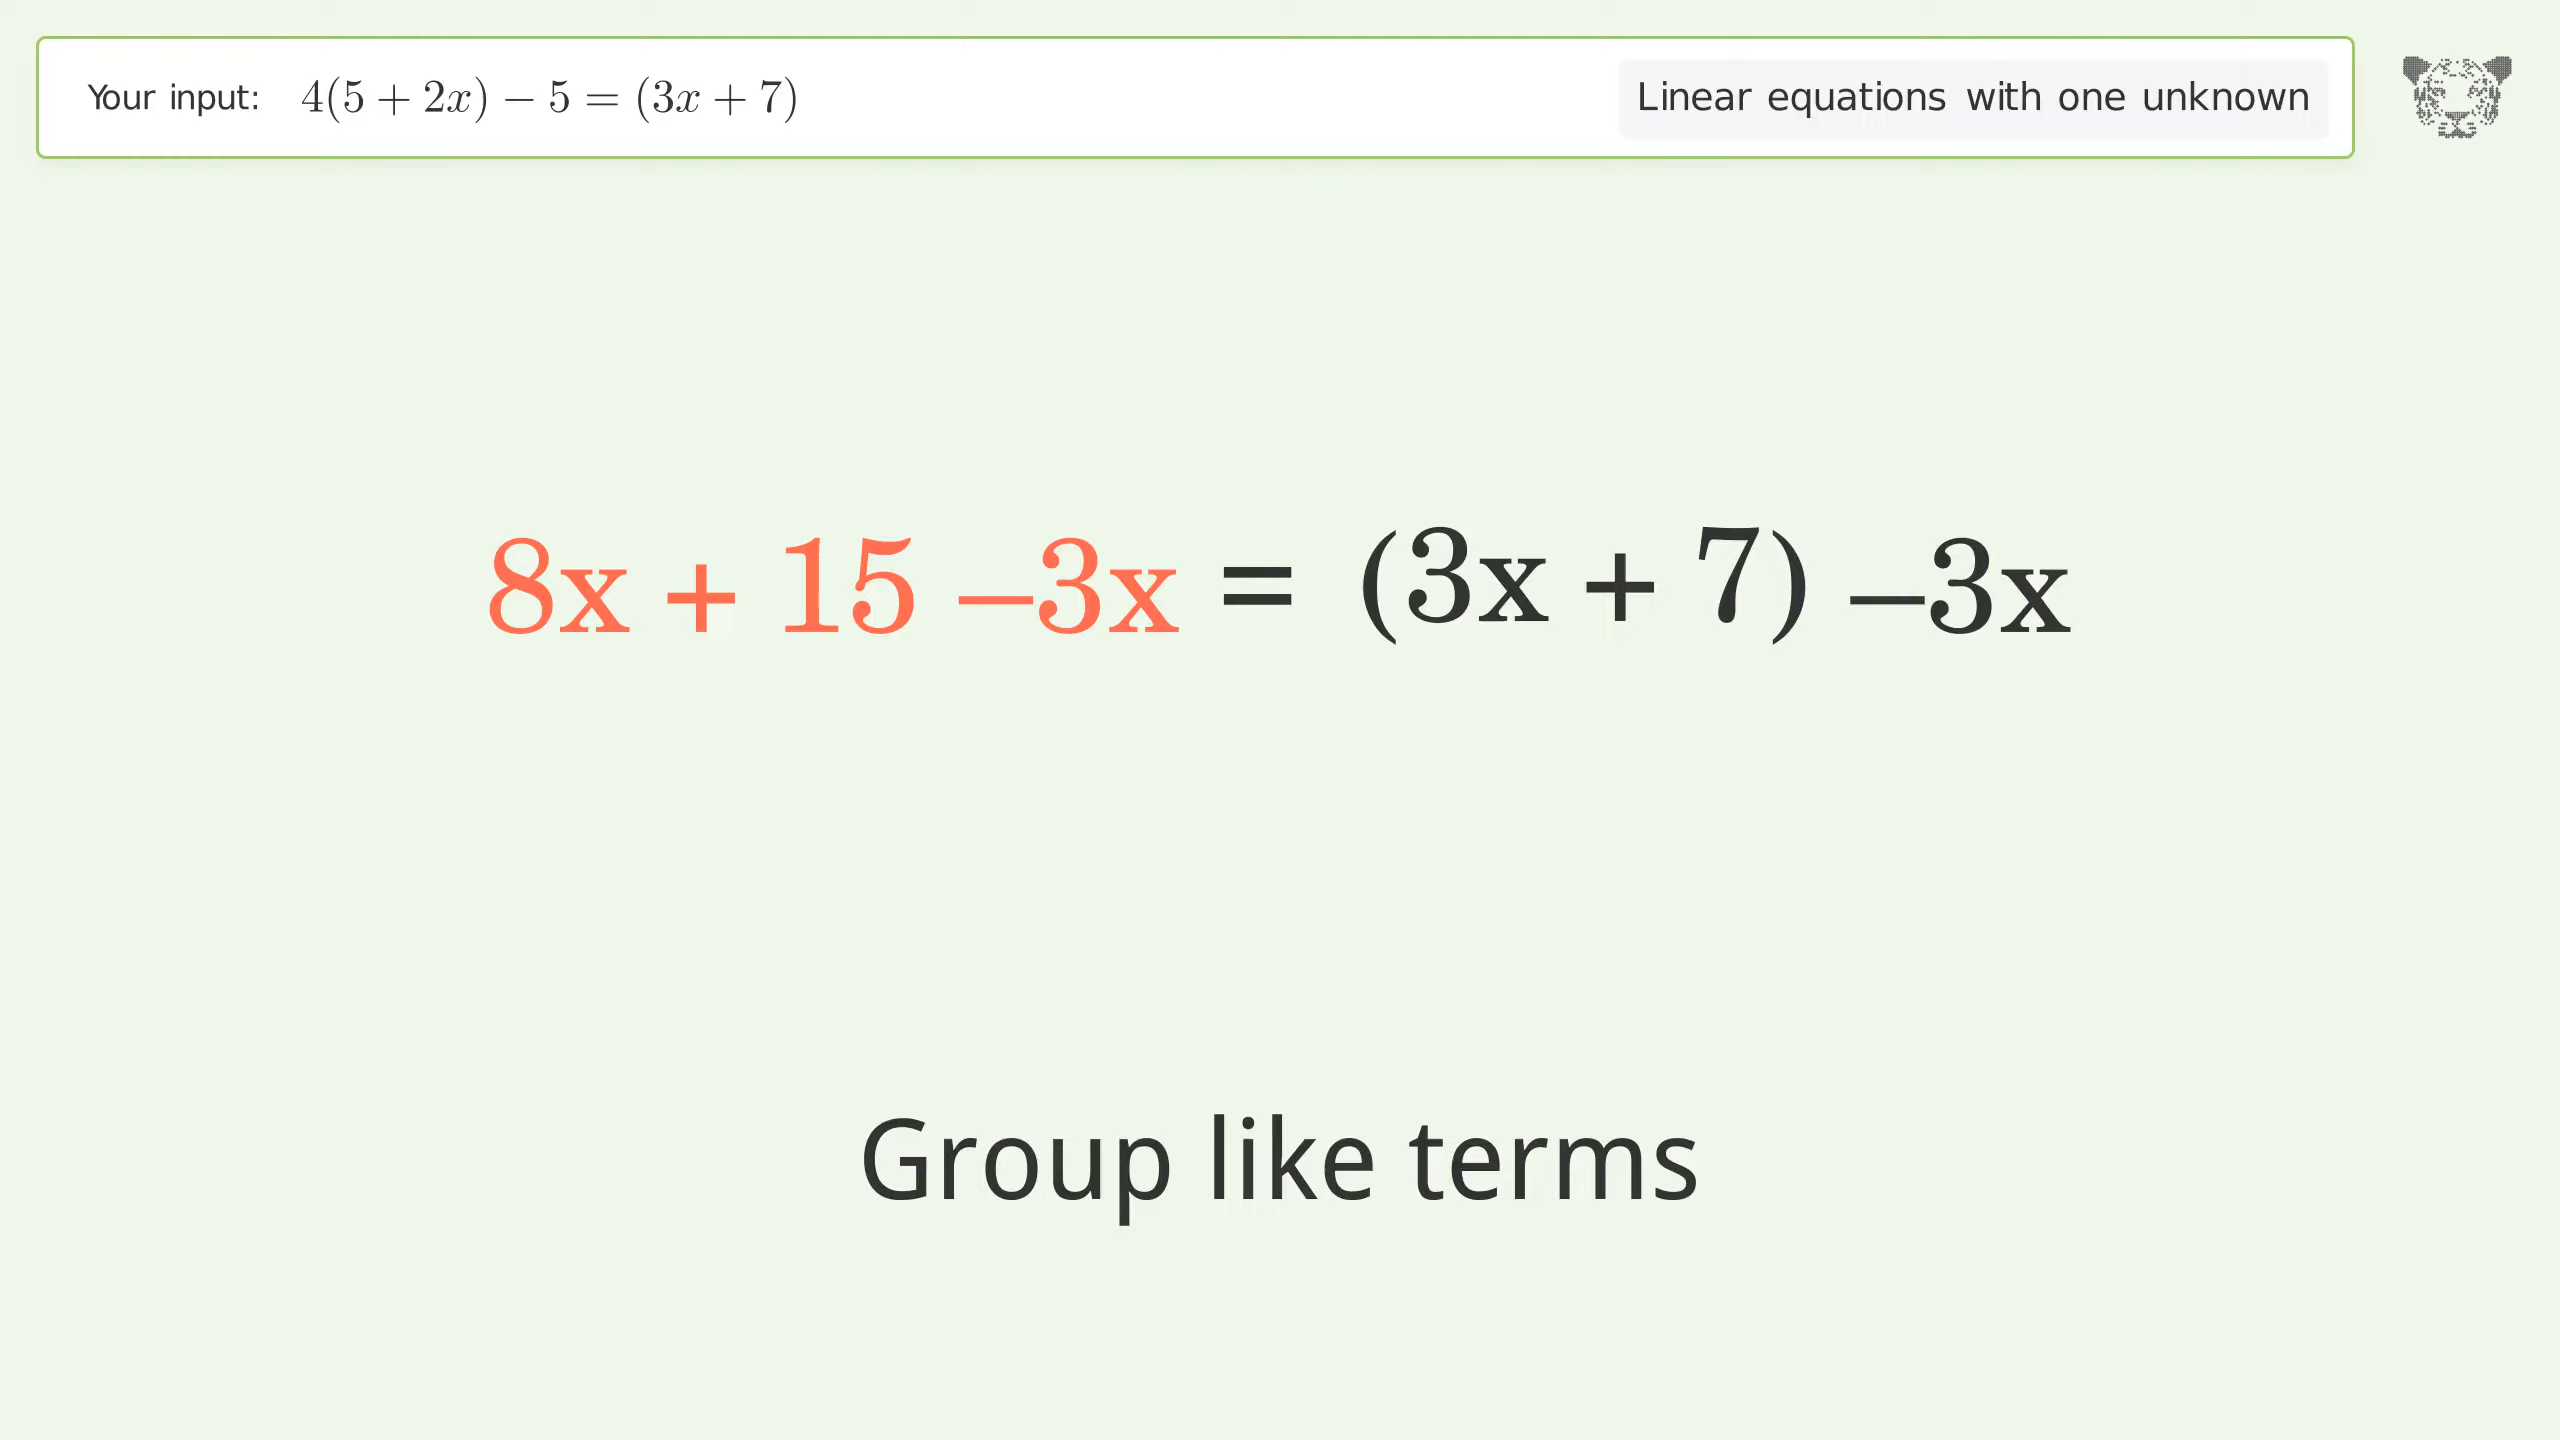 Your input: 4(5 + 2x) − 5 = (3x + 7)
Linear equations with one unknown
8x + 15 −3x = (3x + 7) −3x
Group like terms